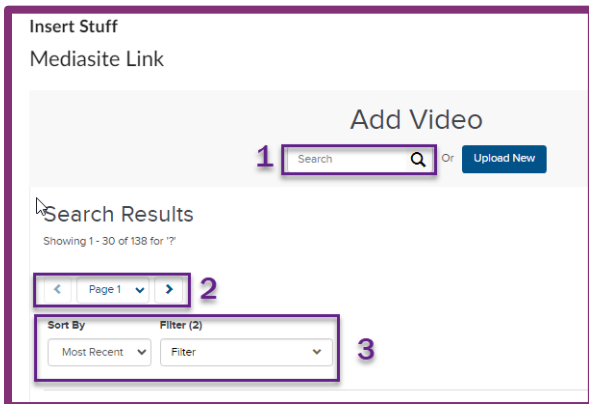 Insert Stuff
Mediasite Link
Add Video
1 Search Or Upload New
Search Results
Showing 1 - 30 of 138 for '?'
< Page 1 > 2
Sort By Filter (2)
Most Recent Filter 3